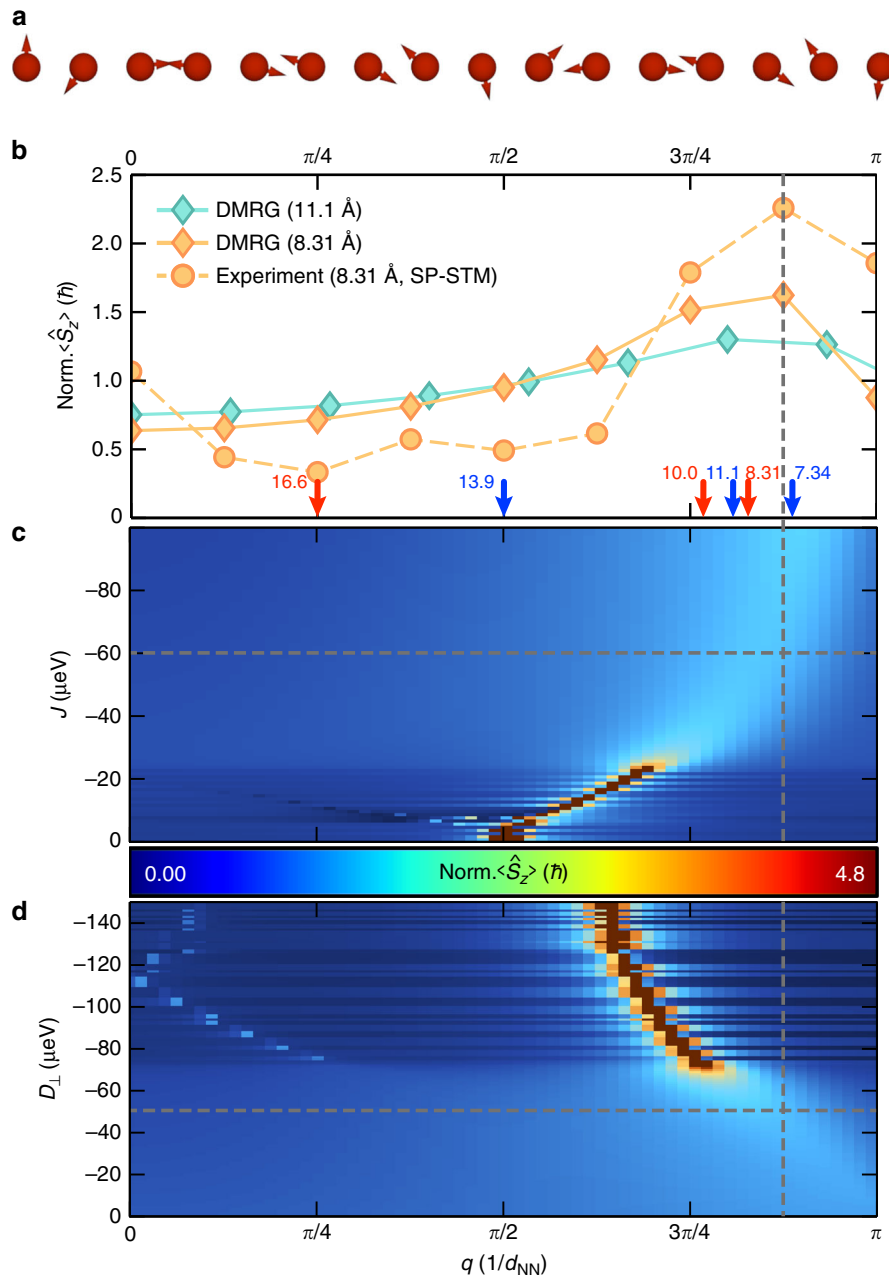 a
b
0 π/4 π/2 3π/4 π
2.5
2.0
1.5
1.0
0.5
0
Norm.<Ŝz> (ħ)
DMRG (11.1 Å)
DMRG (8.31 Å)
Experiment (8.31 Å, SP-STM)
16.6 13.9 10.0 11.1 8.31 7.34
c
−80
−60
−40
−20
0
J (μeV)
0.00 Norm.<Ŝz> (ħ) 4.8
d
−140
−120
−100
−80
−60
−40
−20
0
D⊥ (μeV)
0 π/4 π/2 3π/4 π
q (1/dNN)